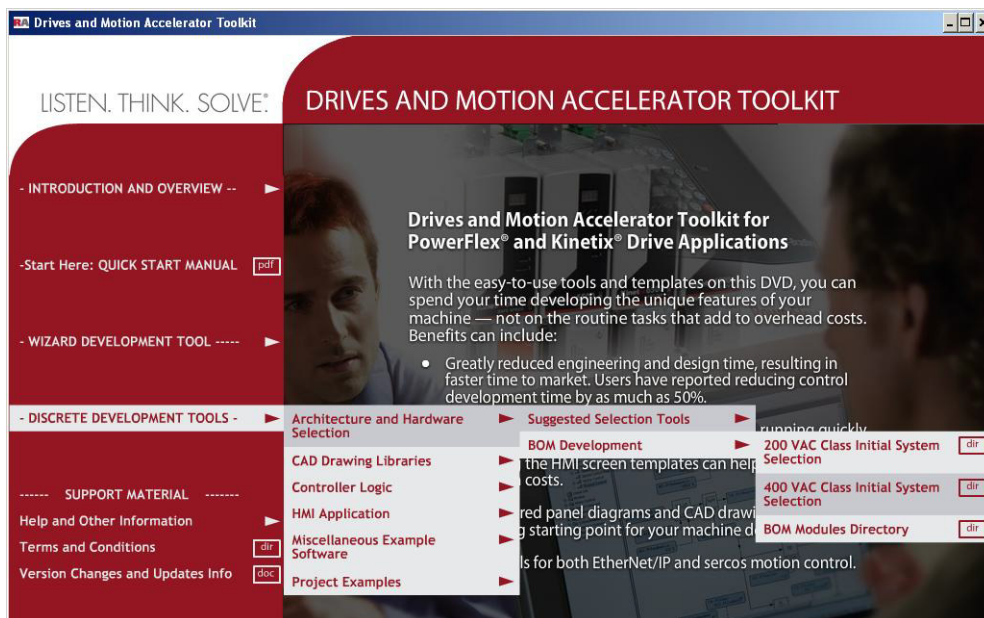 RA Drives and Motion Accelerator Toolkit
LISTEN. THINK. SOLVE.®
DRIVES AND MOTION ACCELERATOR TOOLKIT
- INTRODUCTION AND OVERVIEW --
-Start Here: QUICK START MANUAL pdf
- WIZARD DEVELOPMENT TOOL -----
- DISCRETE DEVELOPMENT TOOLS -
------ SUPPORT MATERIAL -------
Help and Other Information
Terms and Conditions dir
Version Changes and Updates Info doc
Drives and Motion Accelerator Toolkit for
PowerFlex® and Kinetix® Drive Applications
With the easy-to-use tools and templates on this DVD, you can
spend your time developing the unique features of your
machine — not on the routine tasks that add to overhead costs.
Benefits can include:
• Greatly reduced engineering and design time, resulting in
faster time to market. Users have reported reducing control
development time by as much as 50%.
Architecture and Hardware
Selection
CAD Drawing Libraries
Controller Logic
HMI Application
Miscellaneous Example
Software
Project Examples
Suggested Selection Tools
BOM Development
200 VAC Class Initial System
Selection dir
400 VAC Class Initial System
Selection dir
BOM Modules Directory dir
running quickly
the HMI screen templates can help
costs.
red panel diagrams and CAD drawi
g starting point for your machine d
ls for both EtherNet/IP and sercos motion control.